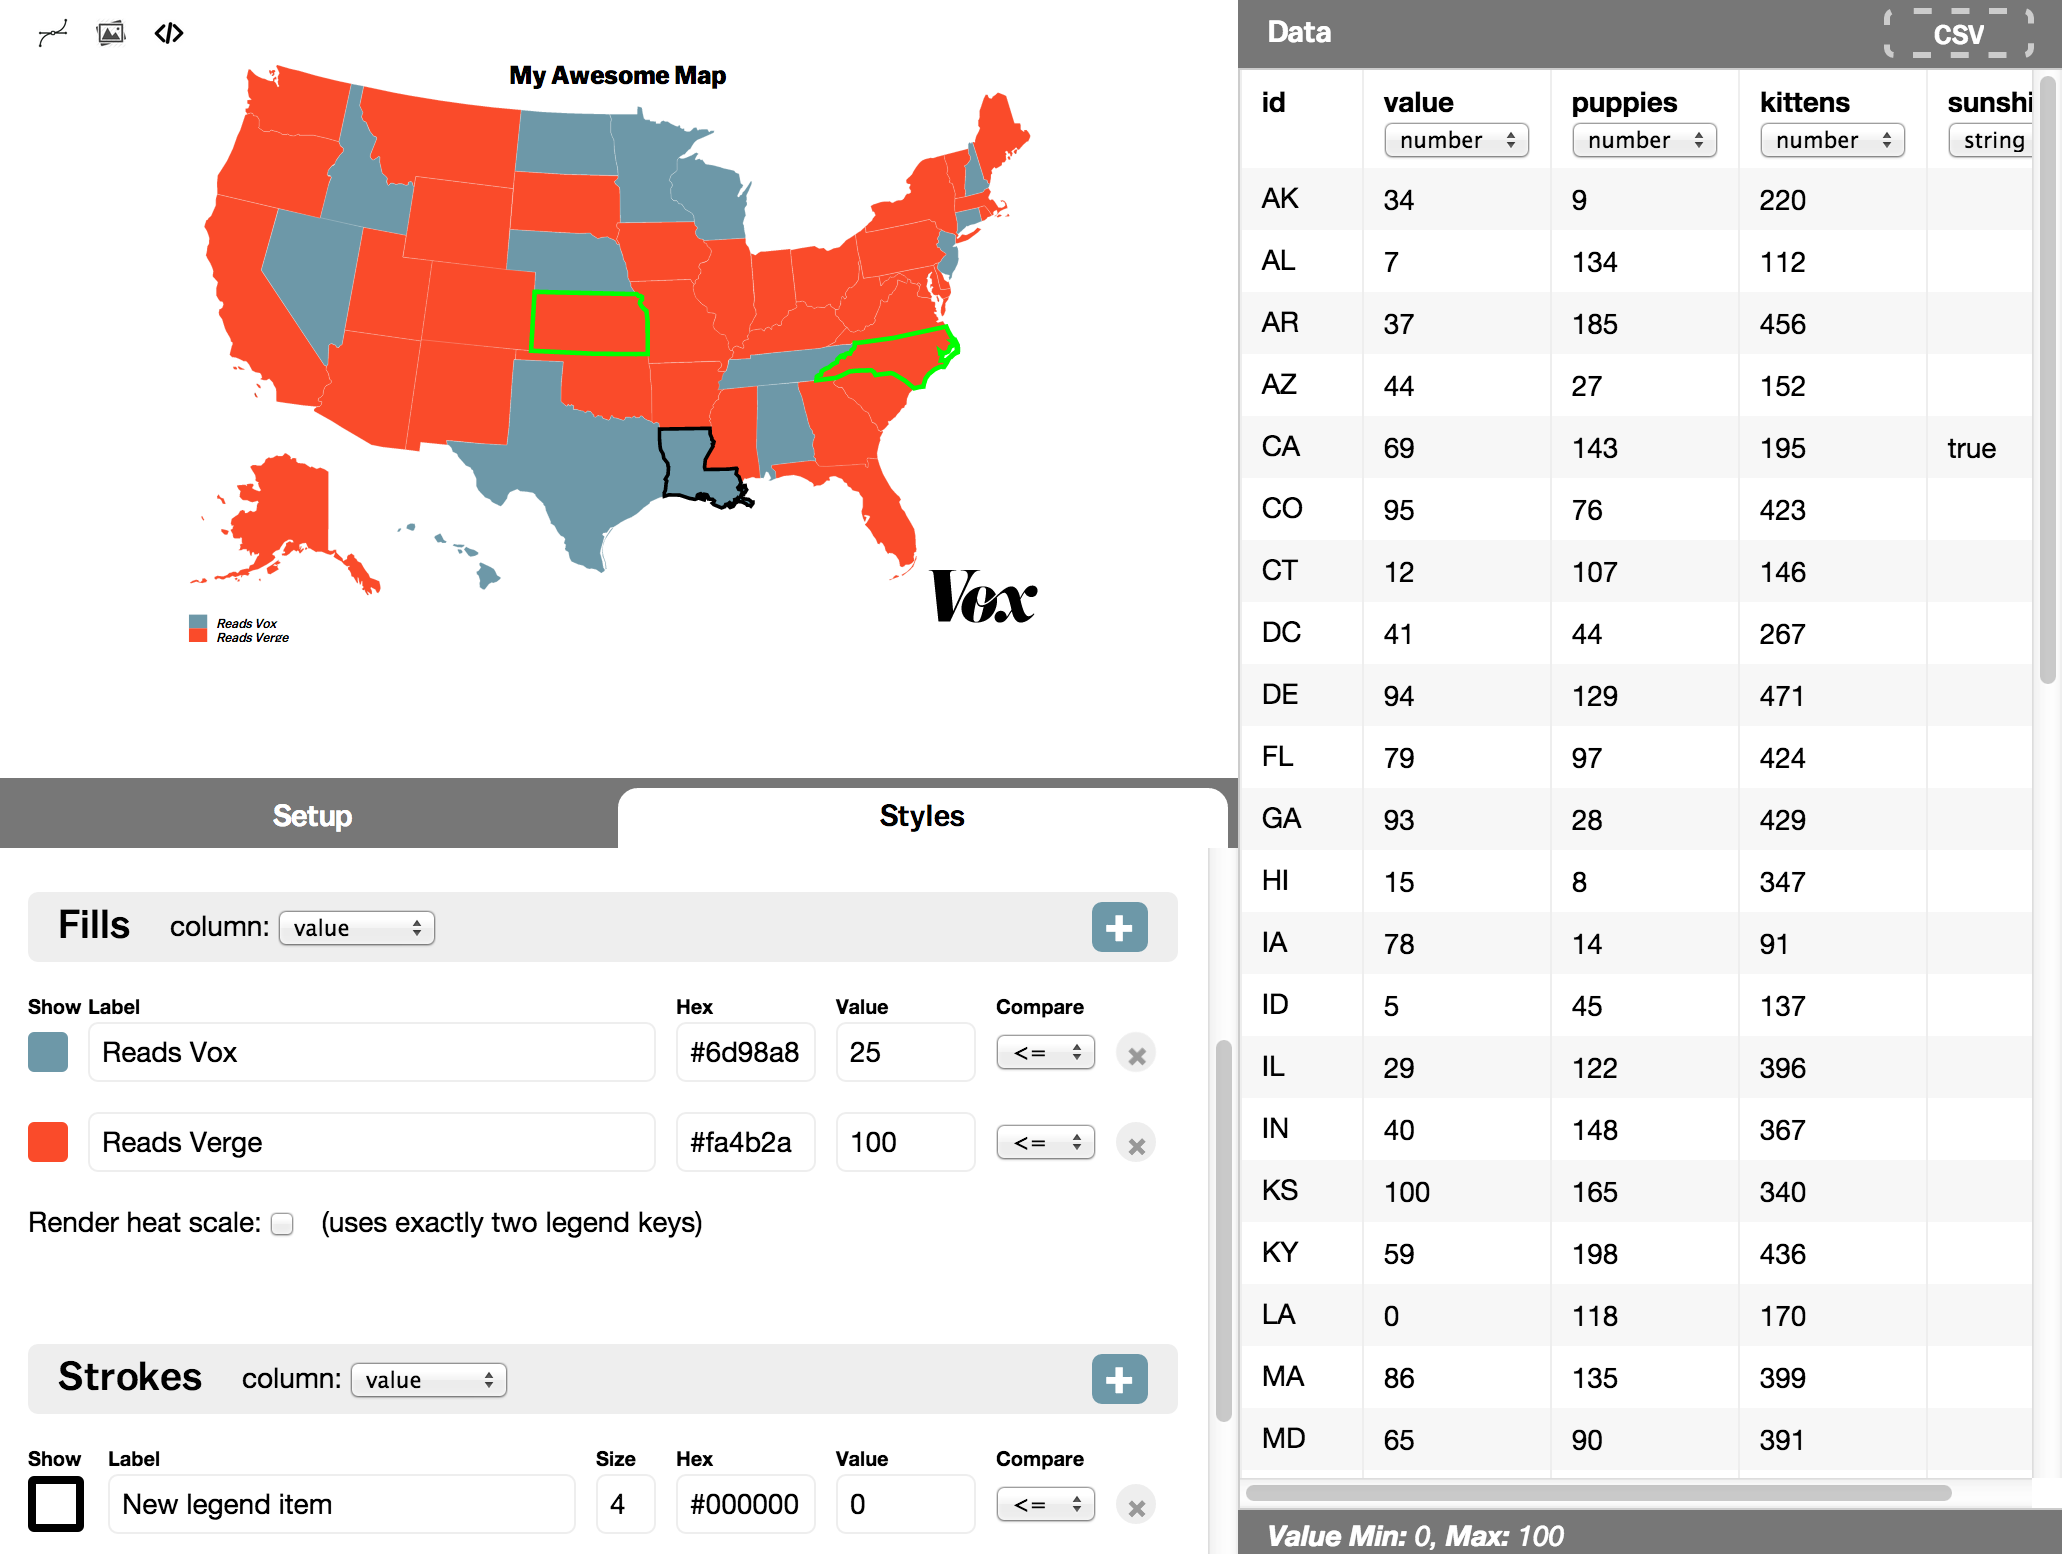 My Awesome Map
Reads Vox
Reads Verge
Vox
Setup
Styles
Fills column: value
Show Label Hex Value Compare
Reads Vox #6d98a8 25 <=
Reads Verge #fa4b2a 100 <=
Render heat scale: (uses exactly two legend keys)
Strokes column: value
Show Label Size Hex Value Compare
New legend item 4 #000000 0 <=
Data CSV
id value puppies kittens sunshi
number number number string
AK 34 9 220
AL 7 134 112
AR 37 185 456
AZ 44 27 152
CA 69 143 195 true
CO 95 76 423
CT 12 107 146
DC 41 44 267
DE 94 129 471
FL 79 97 424
GA 93 28 429
HI 15 8 347
IA 78 14 91
ID 5 45 137
IL 29 122 396
IN 40 148 367
KS 100 165 340
KY 59 198 436
LA 0 118 170
MA 86 135 399
MD 65 90 391
Value Min: 0, Max: 100